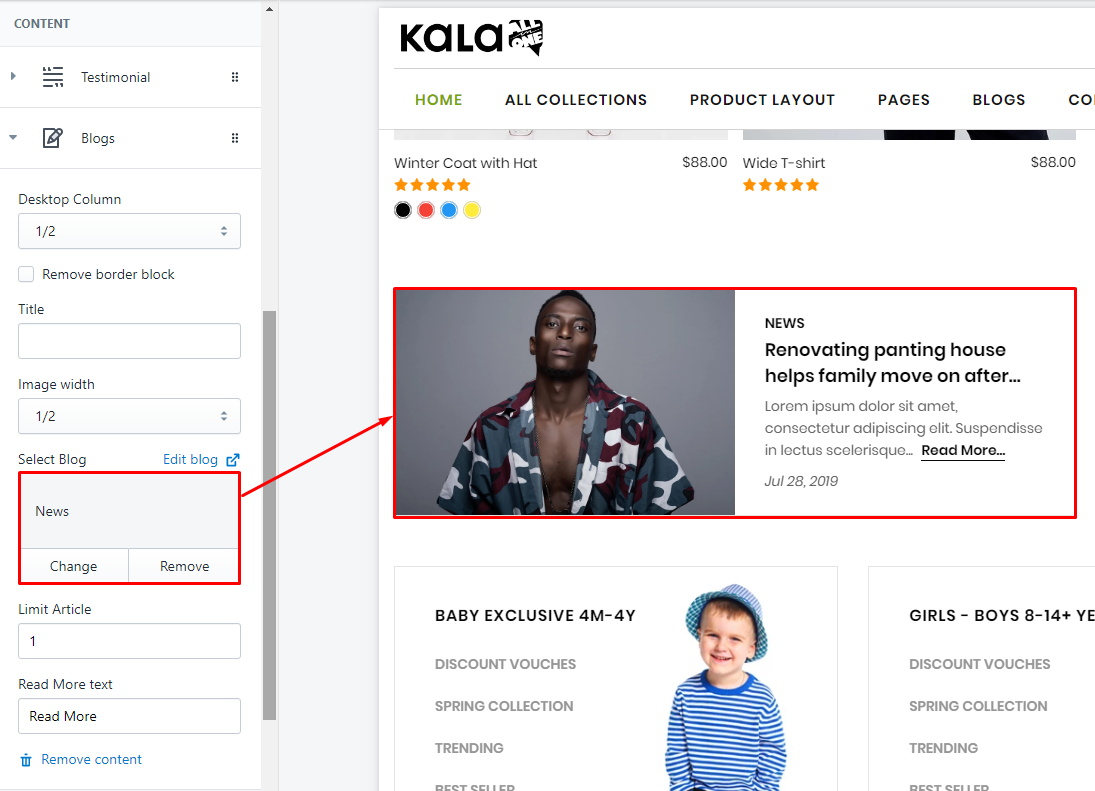 CONTENT
Testimonial
Blogs
Desktop Column
1/2
Remove border block
Title
Image width
1/2
Select Blog
Edit blog
News
Change
Remove
Limit Article
1
Read More text
Read More
Remove content
KALA ALL IN ONE
HOME
ALL COLLECTIONS
PRODUCT LAYOUT
PAGES
BLOGS
CO
Winter Coat with Hat
$88.00
Wide T-shirt
$88.00
NEWS
Renovating panting house
helps family move on after...
Lorem ipsum dolor sit amet,
consectetur adipiscing elit. Suspendisse
in lectus scelerisque... Read More...
Jul 28, 2019
BABY EXCLUSIVE 4M-4Y
DISCOUNT VOUCHES
SPRING COLLECTION
TRENDING
BEST SELLER
GIRLS - BOYS 8-14+ YE
DISCOUNT VOUCHES
SPRING COLLECTION
TRENDING
BEST SELLER